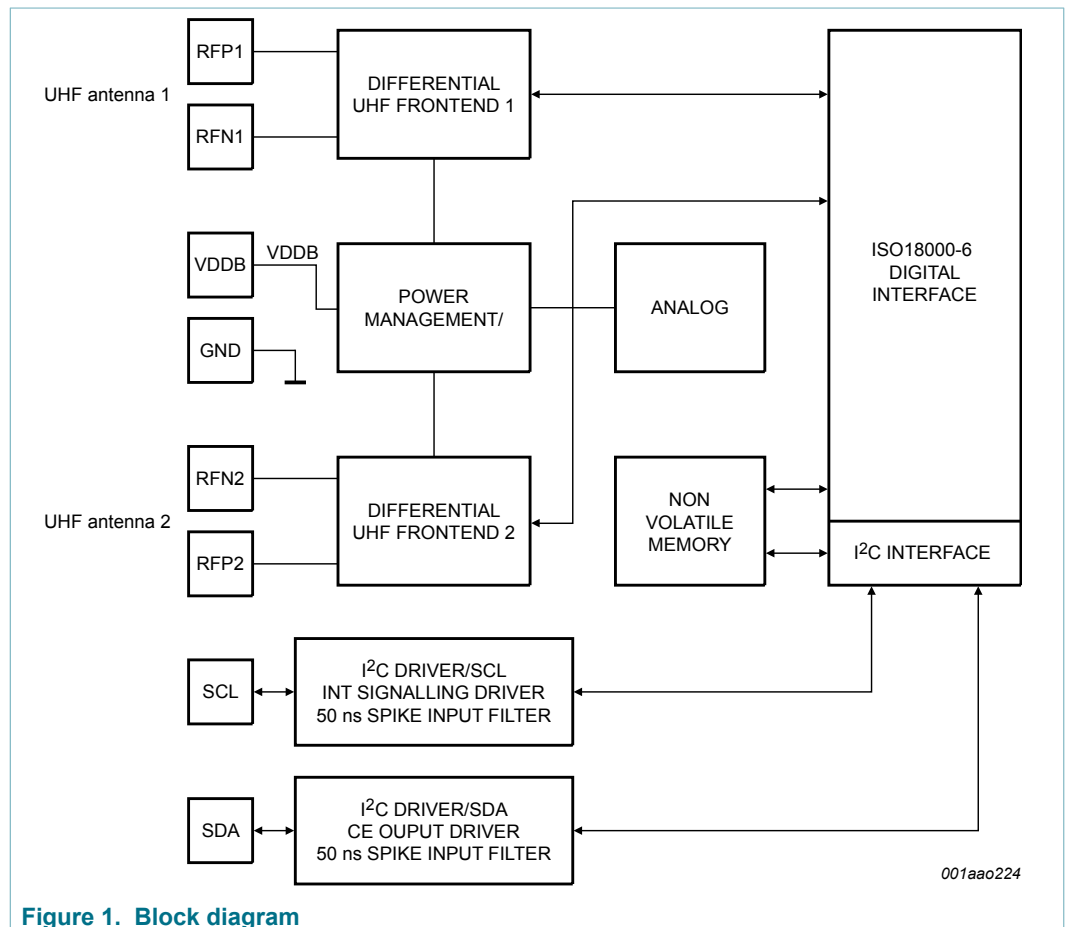 RFP1
UHF antenna 1
RFN1
DIFFERENTIAL
UHF FRONTEND 1
VDDB
VDDB
GND
POWER
MANAGEMENT/
ANALOG
ISO18000-6
DIGITAL
INTERFACE
RFN2
UHF antenna 2
RFP2
DIFFERENTIAL
UHF FRONTEND 2
NON
VOLATILE
MEMORY
I2C INTERFACE
SCL
I2C DRIVER/SCL
INT SIGNALLING DRIVER
50 ns SPIKE INPUT FILTER
SDA
I2C DRIVER/SDA
CE OUPUT DRIVER
50 ns SPIKE INPUT FILTER
001aao224
Figure 1. Block diagram